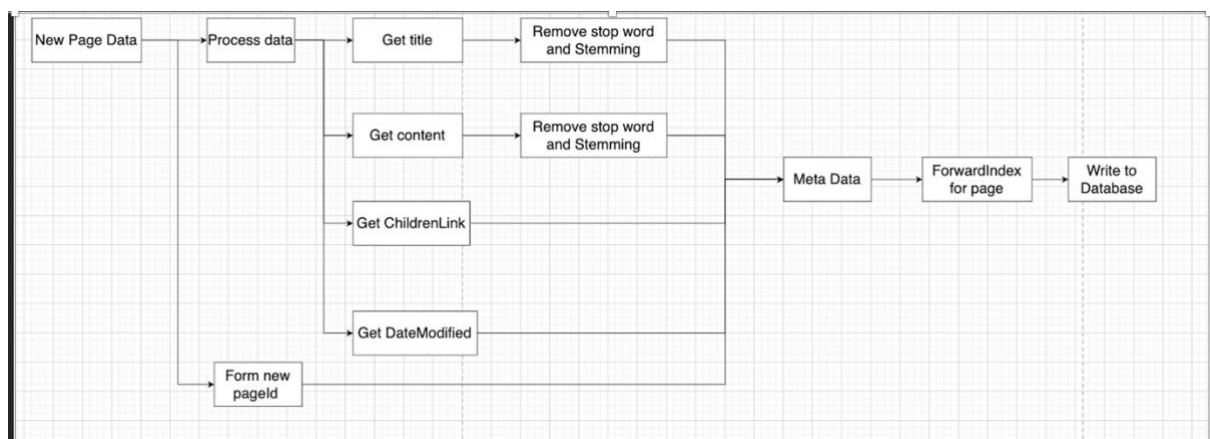 New Page Data
Process data
Get title
Remove stop word
and Stemming
Get content
Remove stop word
and Stemming
Meta Data
ForwardIndex
for page
Write to
Database
Get ChildrenLink
Get DateModified
Form new
pageId